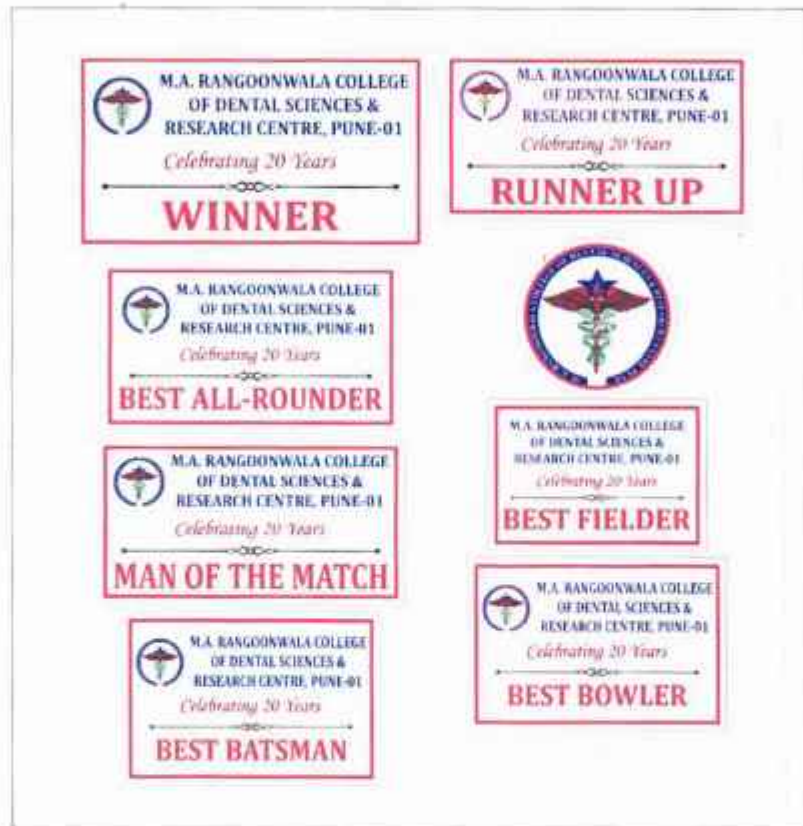 M.A. RANGOONWALA COLLEGE
OF DENTAL SCIENCES &
RESEARCH CENTRE, PUNE-01
Celebrating 20 Years
WINNER
M.A. RANGOONWALA COLLEGE
OF DENTAL SCIENCES &
RESEARCH CENTRE, PUNE-01
Celebrating 20 Years
RUNNER UP
M.A. RANGOONWALA COLLEGE
OF DENTAL SCIENCES &
RESEARCH CENTRE, PUNE-01
Celebrating 20 Years
BEST ALL-ROUNDER
M.A. RANGOONWALA COLLEGE
OF DENTAL SCIENCES &
RESEARCH CENTRE, PUNE-01
Celebrating 20 Years
BEST FIELDER
M.A. RANGOONWALA COLLEGE
OF DENTAL SCIENCES &
RESEARCH CENTRE, PUNE-01
Celebrating 20 Years
MAN OF THE MATCH
M.A. RANGOONWALA COLLEGE
OF DENTAL SCIENCES &
RESEARCH CENTRE, PUNE-01
Celebrating 20 Years
BEST BOWLER
M.A. RANGOONWALA COLLEGE
OF DENTAL SCIENCES &
RESEARCH CENTRE, PUNE-01
Celebrating 20 Years
BEST BATSMAN